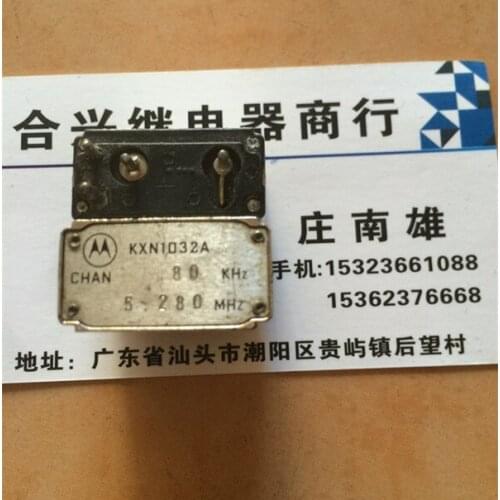 合兴继电器商行
KXN1032A
CHAN 80 KHz
5-280 MHz
庄南雄
手机:15323661088
15362376668
地址：广东省汕头市潮阳区贵屿镇后望村